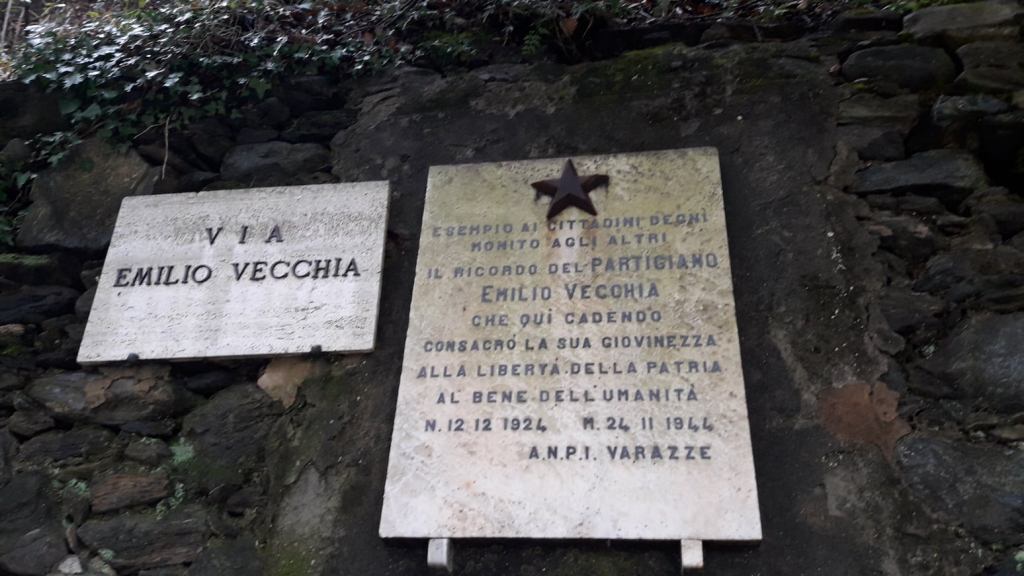 VIA
EMILIO VECCHIA
ESEMPIO AI CITTADINI DEGNI
MONITO AGLI ALTRI
IL RICORDO DEL PARTIGIANO
EMILIO VECCHIA
CHE QUI CADENDO
CONSACRÒ LA SUA GIOVINEZZA
ALLA LIBERTÀ DELLA PATRIA
AL BENE DELL'UMANITÀ
N. 12 12 1924 M. 24 11 1944
A.N.P.I. VARAZZE